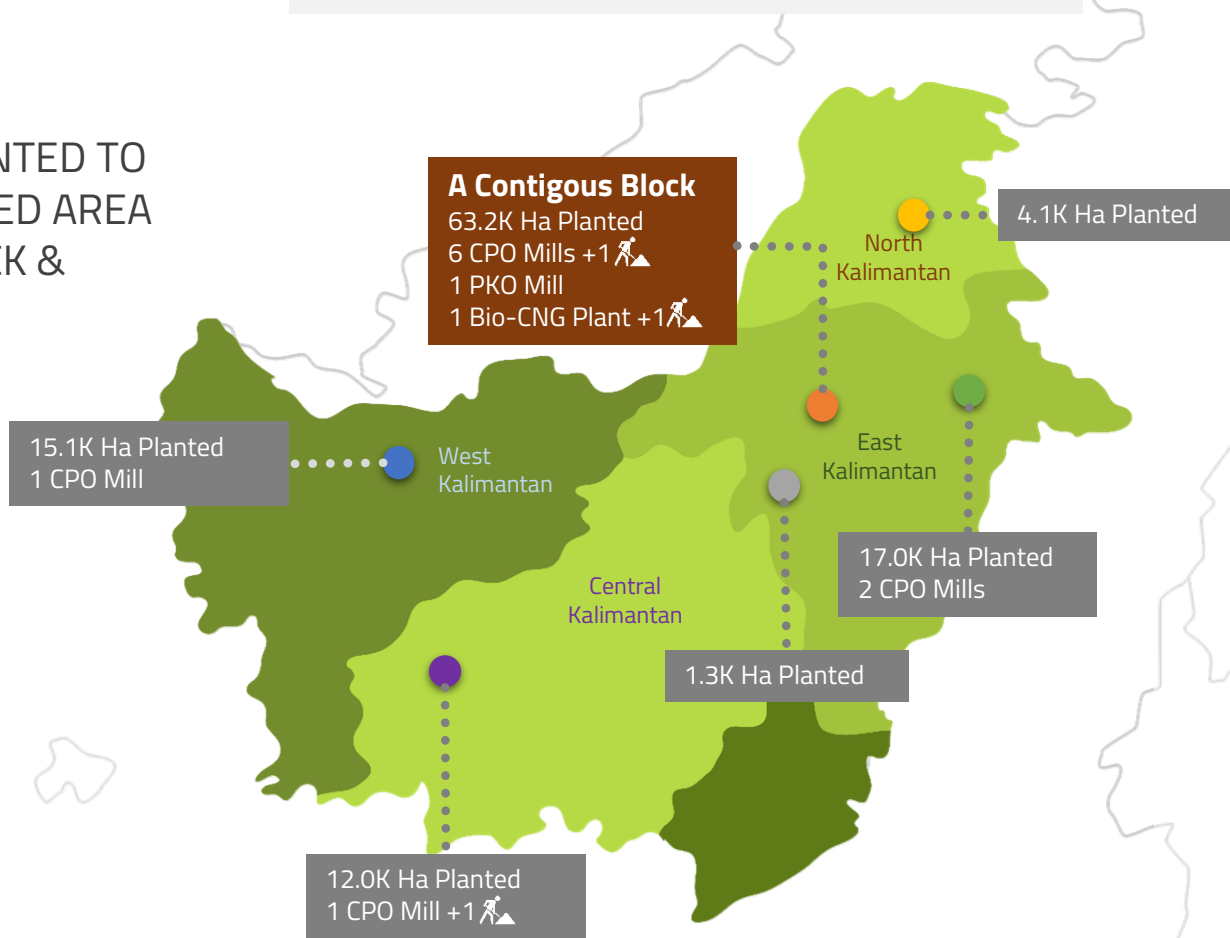 NTED TO
ED AREA
EK &
A Contigous Block
63.2K Ha Planted
6 CPO Mills +1
1 PKO Mill
1 Bio-CNG Plant +1
4.1K Ha Planted
North
Kalimantan
15.1K Ha Planted
1 CPO Mill
West
Kalimantan
East
Kalimantan
17.0K Ha Planted
2 CPO Mills
Central
Kalimantan
1.3K Ha Planted
12.0K Ha Planted
1 CPO Mill +1